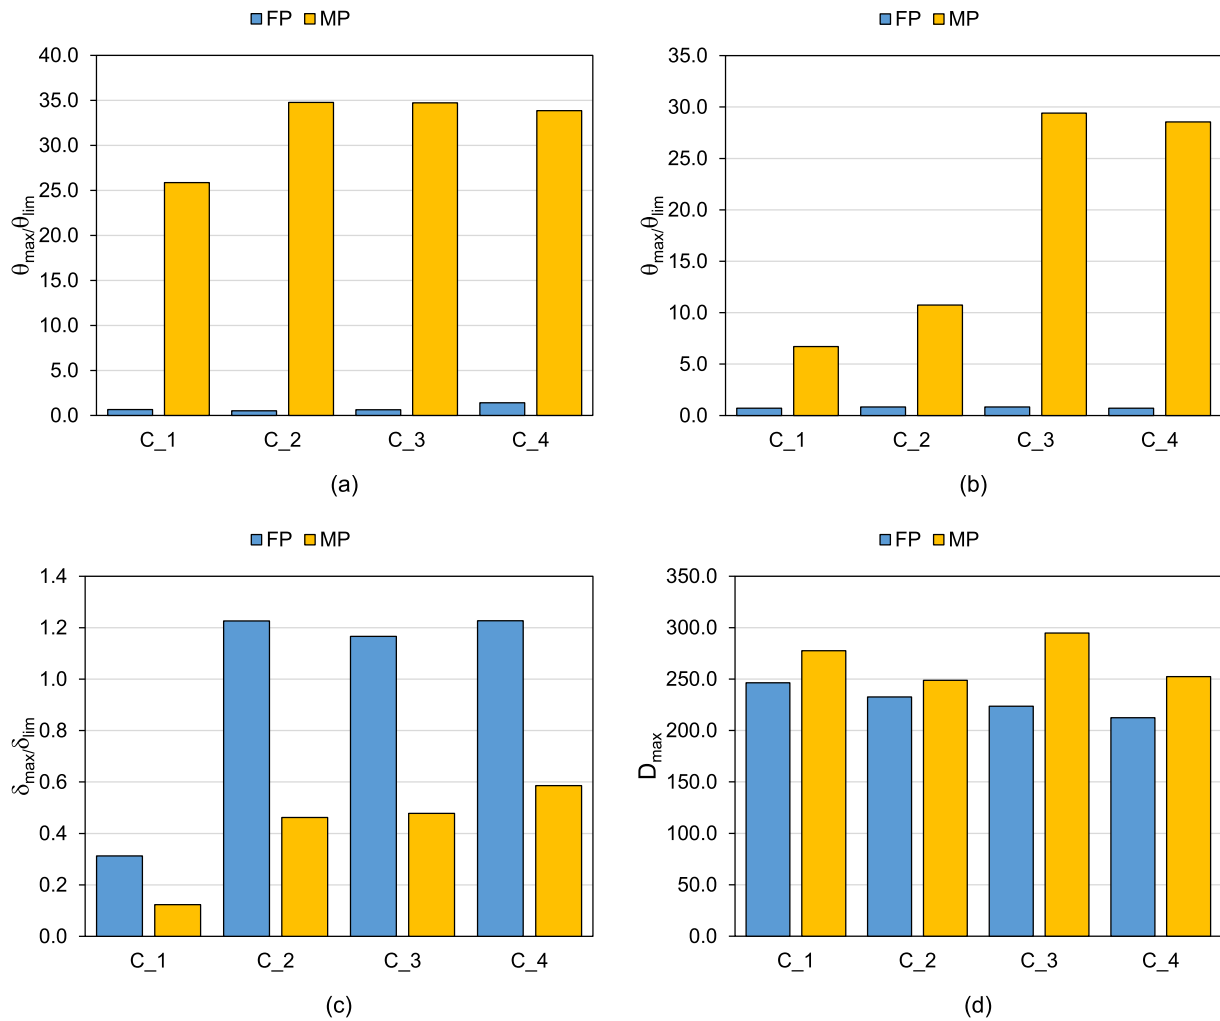 FP MP
40.0
35.0
30.0
25.0
20.0
15.0
10.0
5.0
0.0
θmax/θlim
C_1 C_2 C_3 C_4
(a)
FP MP
35.0
30.0
25.0
20.0
15.0
10.0
5.0
0.0
θmax/θlim
C_1 C_2 C_3 C_4
(b)
FP MP
1.4
1.2
1.0
0.8
0.6
0.4
0.2
0.0
δmax/δlim
C_1 C_2 C_3 C_4
(c)
FP MP
350.0
300.0
250.0
200.0
150.0
100.0
50.0
0.0
Dmax
C_1 C_2 C_3 C_4
(d)